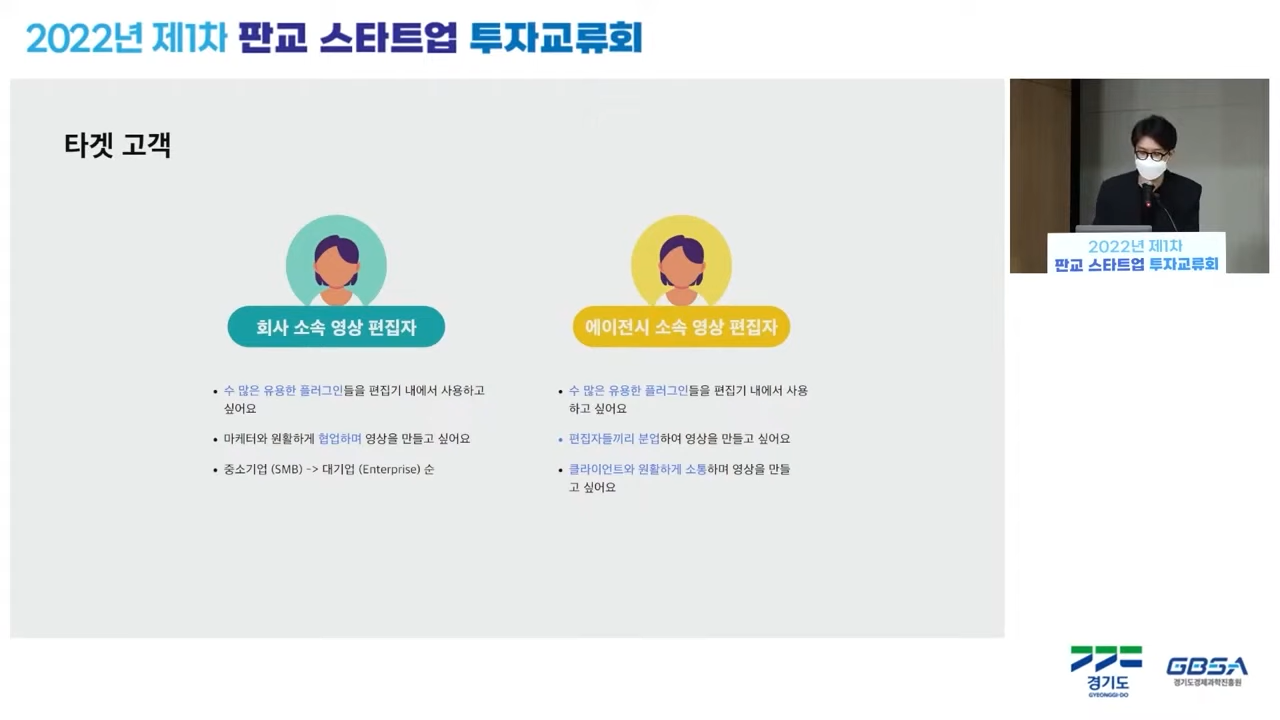 2022년 제1차 판교 스타트업 투자교류회
타겟 고객
회사 소속 영상 편집자
• 수 많은 유용한 플러그인들을 편집기 내에서 사용하고
싶어요
• 마케터와 원활하게 협업하며 영상을 만들고 싶어요
• 중소기업 (SMB) -> 대기업 (Enterprise) 순
에이전시 소속 영상 편집자
• 수 많은 유용한 플러그인들을 편집기 내에서 사용
하고 싶어요
• 편집자들끼리 분업하여 영상을 만들고 싶어요
• 클라이언트와 원활하게 소통하며 영상을 만들
고 싶어요
2022년 제1차
판교 스타트업 투자교류회
경기도
GYEONGGI-DO
GBSA
경기도경제과학진흥원